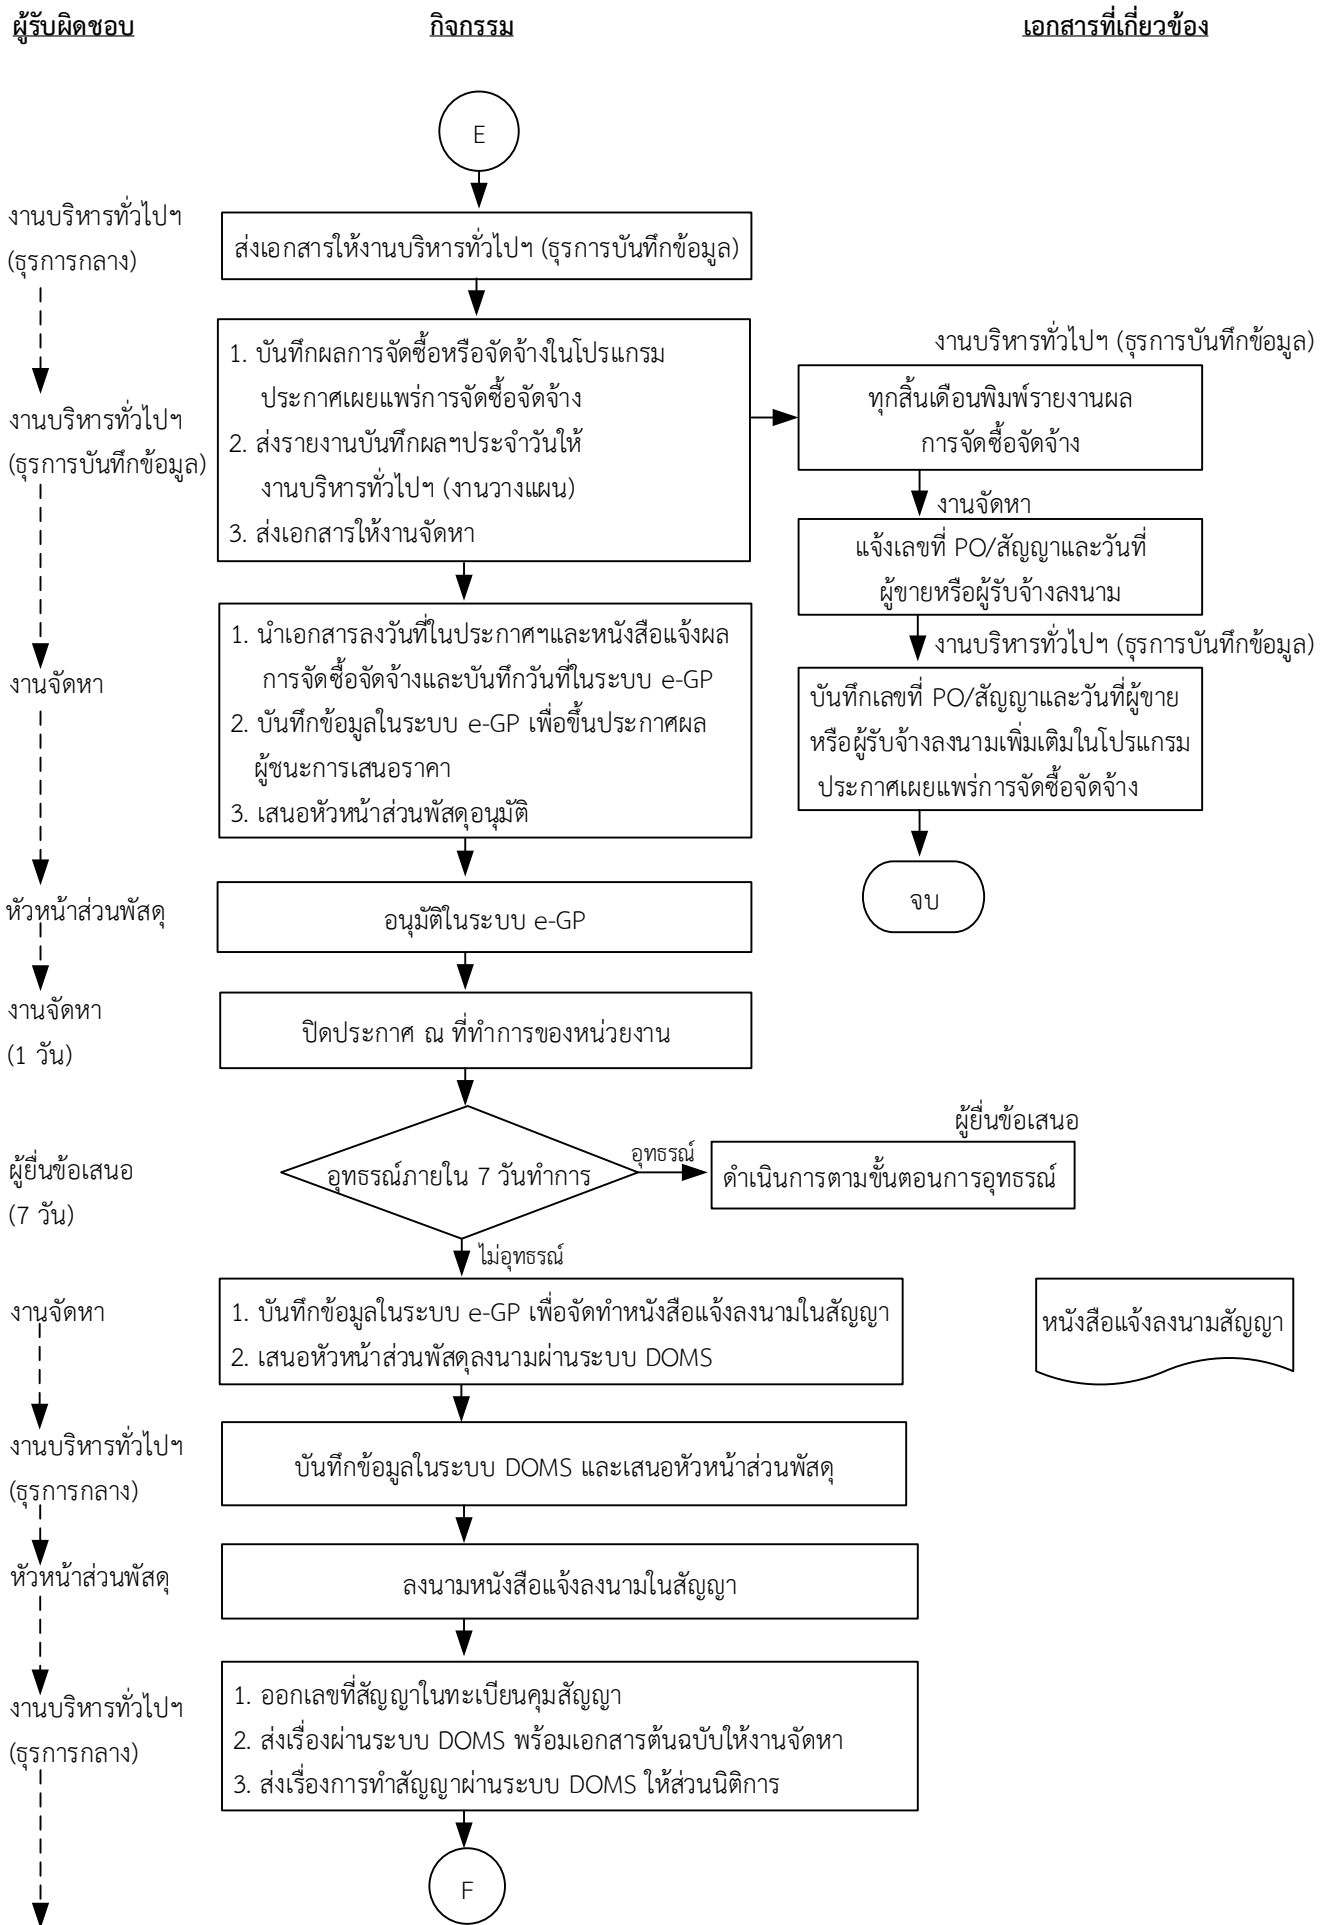 ผู้รับผิดชอบ
กิจกรรม
เอกสารที่เกี่ยวข้อง
E
งานบริหารทั่วไปฯ
(ธุรการกลาง)
ส่งเอกสารให้งานบริหารทั่วไปฯ (ธุรการบันทึกข้อมูล)
งานบริหารทั่วไปฯ
(ธุรการบันทึกข้อมูล)
1. บันทึกผลการจัดซื้อหรือจัดจ้างในโปรแกรม
ประกาศเผยแพร่การจัดซื้อจัดจ้าง
2. ส่งรายงานบันทึกผลฯประจำวันให้
งานบริหารทั่วไปฯ (งานวางแผน)
3. ส่งเอกสารให้งานจัดหา
งานบริหารทั่วไปฯ (ธุรการบันทึกข้อมูล)
ทุกสิ้นเดือนพิมพ์รายงานผล
การจัดซื้อจัดจ้าง
งานจัดหา
แจ้งเลขที่ PO/สัญญาและวันที่
ผู้ขายหรือผู้รับจ้างลงนาม
งานบริหารทั่วไปฯ (ธุรการบันทึกข้อมูล)
บันทึกเลขที่ PO/สัญญาและวันที่ผู้ขาย
หรือผู้รับจ้างลงนามเพิ่มเติมในโปรแกรม
ประกาศเผยแพร่การจัดซื้อจัดจ้าง
จบ
งานจัดหา
1. นำเอกสารลงวันที่ในประกาศฯและหนังสือแจ้งผล
การจัดซื้อจัดจ้างและบันทึกวันที่ในระบบ e-GP
2. บันทึกข้อมูลในระบบ e-GP เพื่อขึ้นประกาศผล
ผู้ชนะการเสนอราคา
3. เสนอหัวหน้าส่วนพัสดุอนุมัติ
หัวหน้าส่วนพัสดุ
อนุมัติในระบบ e-GP
งานจัดหา
(1 วัน)
ปิดประกาศ ณ ที่ทำการของหน่วยงาน
ผู้ยื่นข้อเสนอ
(7 วัน)
อุทธรณ์ภายใน 7 วันทำการ
อุทธรณ์
ผู้ยื่นข้อเสนอ
ดำเนินการตามขั้นตอนการอุทธรณ์
ไม่อุทธรณ์
งานจัดหา
1. บันทึกข้อมูลในระบบ e-GP เพื่อจัดทำหนังสือแจ้งลงนามในสัญญา
2. เสนอหัวหน้าส่วนพัสดุลงนามผ่านระบบ DOMS
หนังสือแจ้งลงนามสัญญา
งานบริหารทั่วไปฯ
(ธุรการกลาง)
บันทึกข้อมูลในระบบ DOMS และเสนอหัวหน้าส่วนพัสดุ
หัวหน้าส่วนพัสดุ
ลงนามหนังสือแจ้งลงนามในสัญญา
งานบริหารทั่วไปฯ
(ธุรการกลาง)
1. ออกเลขที่สัญญาในทะเบียนคุมสัญญา
2. ส่งเรื่องผ่านระบบ DOMS พร้อมเอกสารต้นฉบับให้งานจัดหา
3. ส่งเรื่องการทำสัญญาผ่านระบบ DOMS ให้ส่วนนิติการ
F